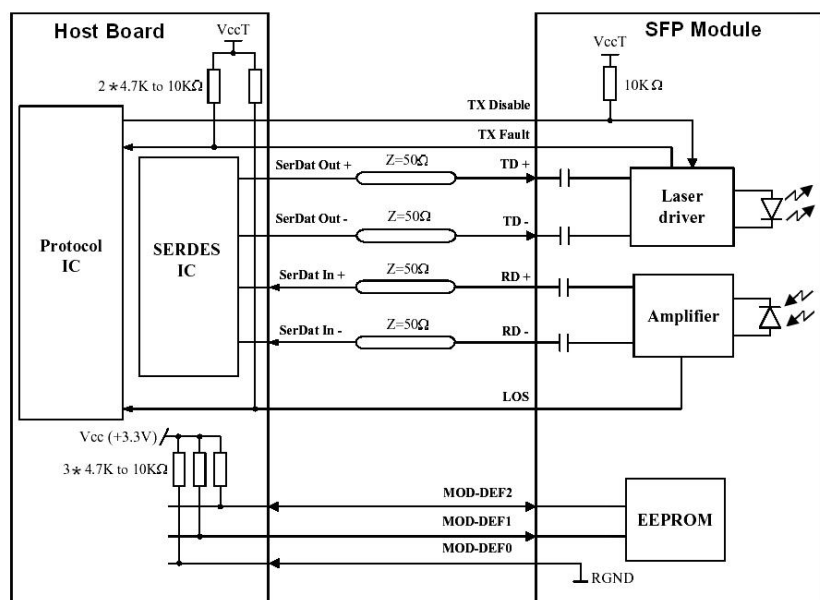 Host Board
SFP Module
VccT
VccT
2*4.7K to 10KΩ
10K Ω
TX Disable
TX Fault
SerDat Out +
Z=50Ω
TD +
Laser
driver
SerDat Out -
Z=50Ω
TD -
Protocol
IC
SERDES
IC
SerDat In +
Z=50Ω
RD +
Amplifier
SerDat In -
Z=50Ω
RD -
LOS
Vcc (+3.3V)
3*4.7K to 10KΩ
MOD-DEF2
EEPROM
MOD-DEF1
MOD-DEF0
RGND